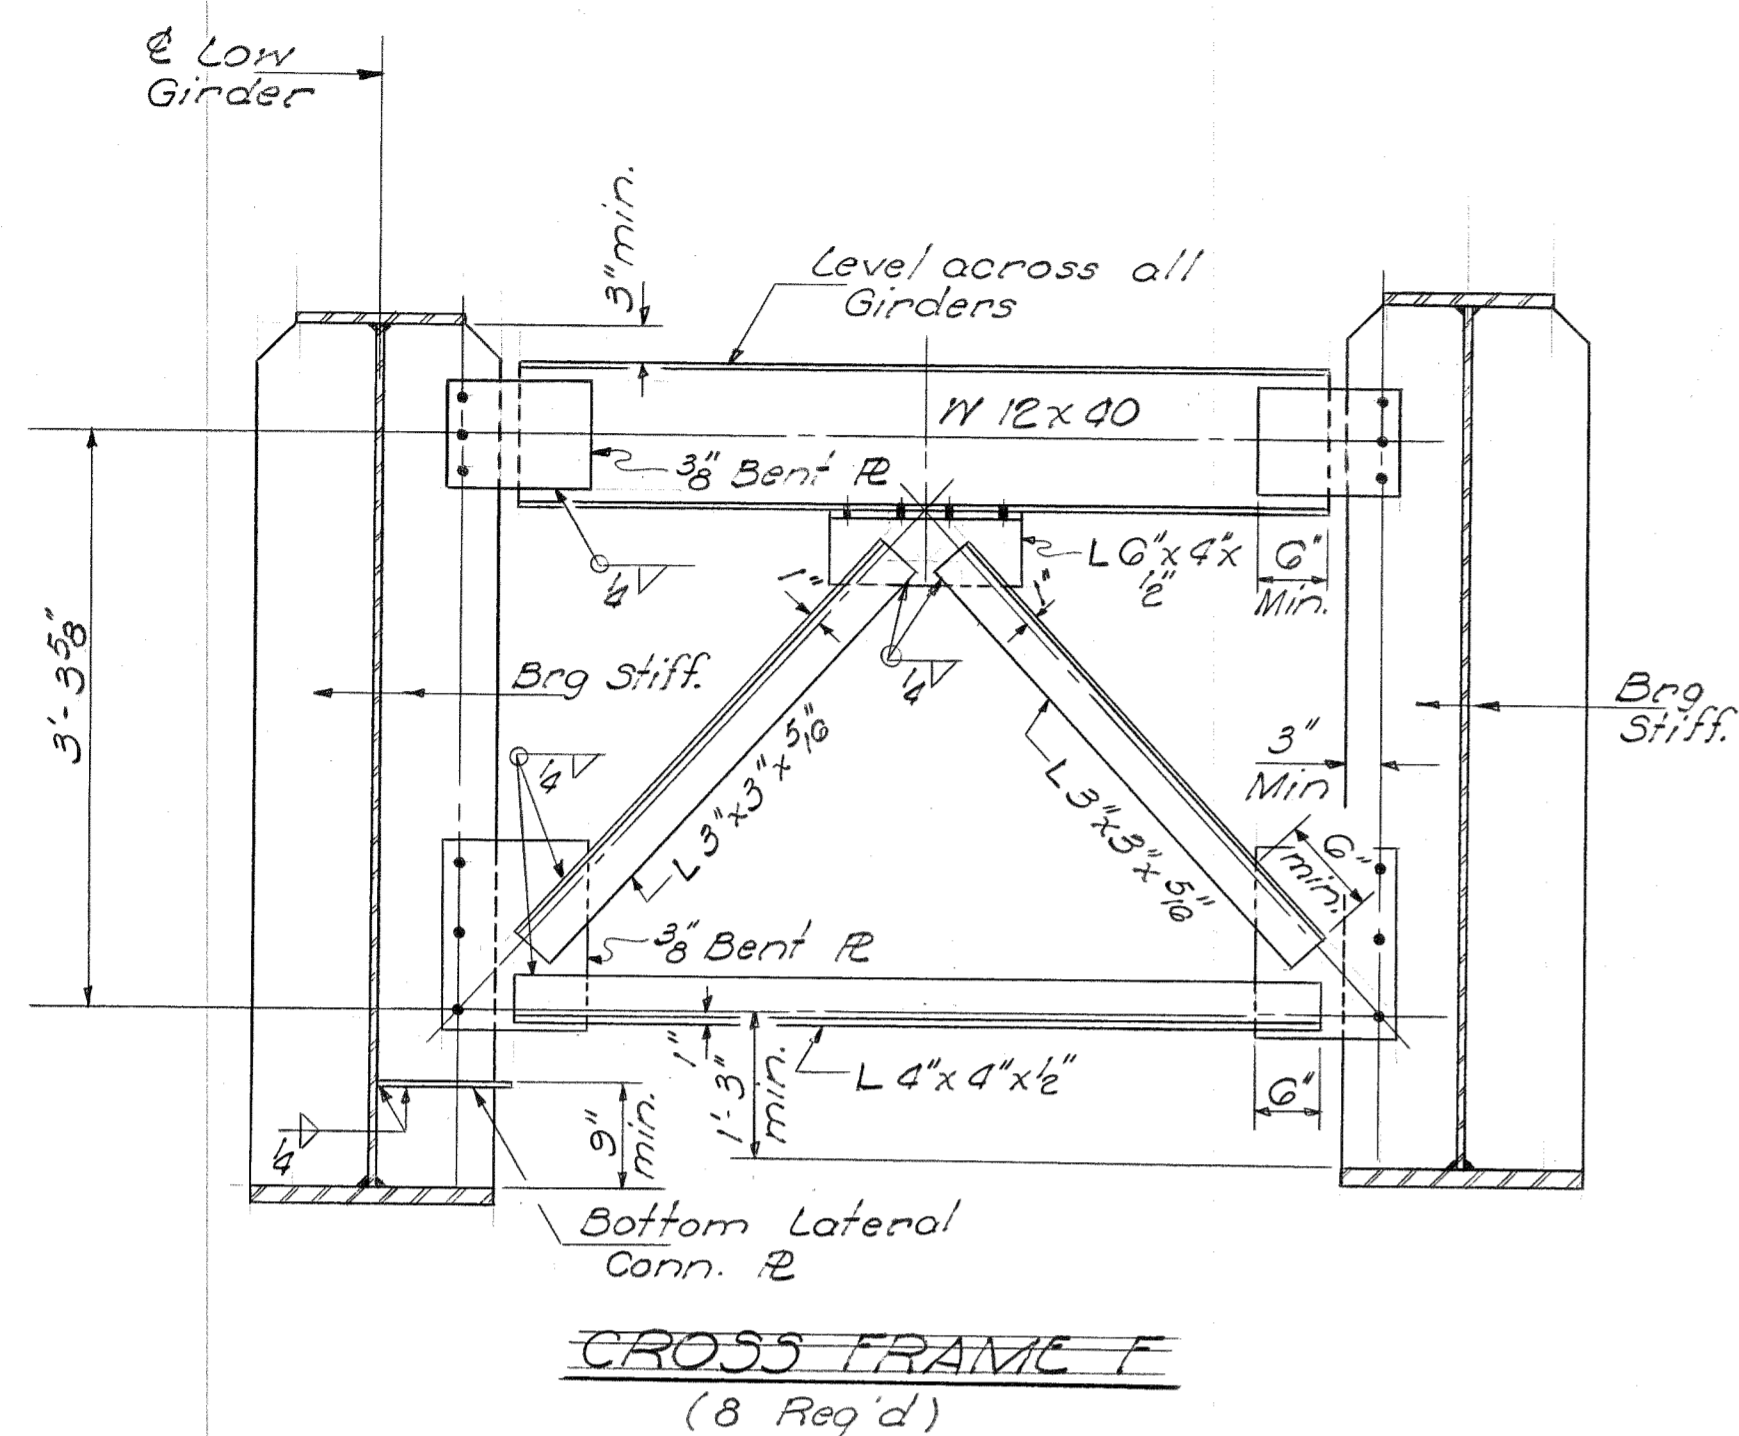 ℄ Low
Girder
3" min.
Level across all
Girders
W 12 x 40
3/8" Bent ℙL
L 6" x 4" x
1/2"
6"
Min.
1/4
1"
1"
1/4
3'-3 5/8"
Brg Stiff.
Brg
Stiff.
3"
Min
1/4
L 3" x 3" x 5/16"
L 3" x 3" x 5/16"
6"
min.
3/8" Bent ℙL
1"
1'-3"
min.
L 4" x 4" x 1/2"
6"
9"
min.
1/4
Bottom Lateral
Conn. ℙL
CROSS FRAME F
(8 Req'd)